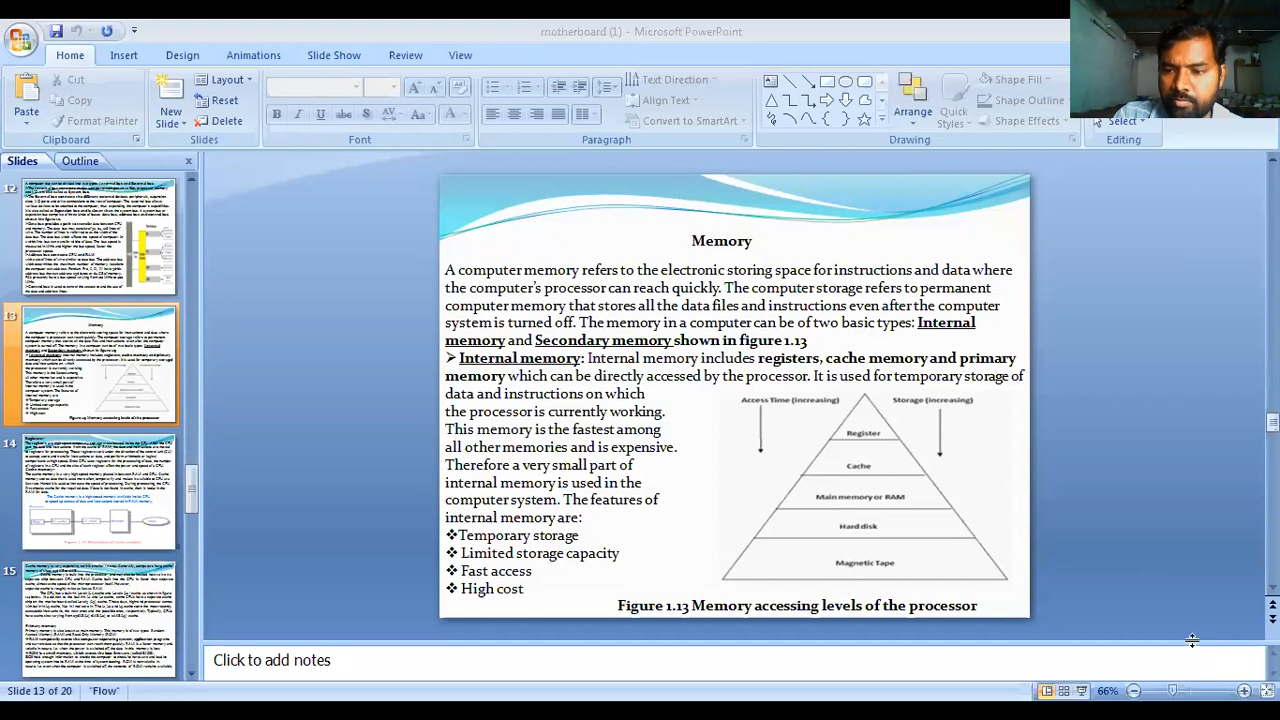 motherboard (1) - Microsoft PowerPoint
Home Insert Design Animations Slide Show Review View
Paste Cut Copy Format Painter
Clipboard
New Slide Layout Reset Delete
Slides
Font
Text Direction Align Text Convert to SmartArt
Paragraph
Arrange Quick Styles Shape Fill Shape Outline Shape Effects
Drawing
Select
Editing
Slides Outline
12
13
14
15
Memory
A computer memory refers to the electronic storing space for instructions and data where
the computer's processor can reach quickly. The computer storage refers to permanent
computer memory that stores all the data files and instructions even after the computer
system is turned off. The memory in a computer can be of two basic types: Internal
memory and secondary memory shown in figure 1.13
➢ Internal memory: Internal memory includes registers, cache memory and primary
memory, which can be directly accessed by the processor. It is used for temporary storage of
data and instructions on which
the processor is currently working.
This memory is the fastest among
all other memories and is expensive.
Therefore, a very small part of
internal memory is used in the
computer system. The features of
internal memory are:
❖Temporary storage
❖ Limited storage capacity
❖ Fast access
❖ High cost
Access Time (increasing) Storage (increasing)
Register
Cache
Main memory or RAM
Hard disk
Magnetic Tape
Figure 1.13 Memory accessing levels of the processor
Click to add notes
Slide 13 of 20 "Flow" 66%